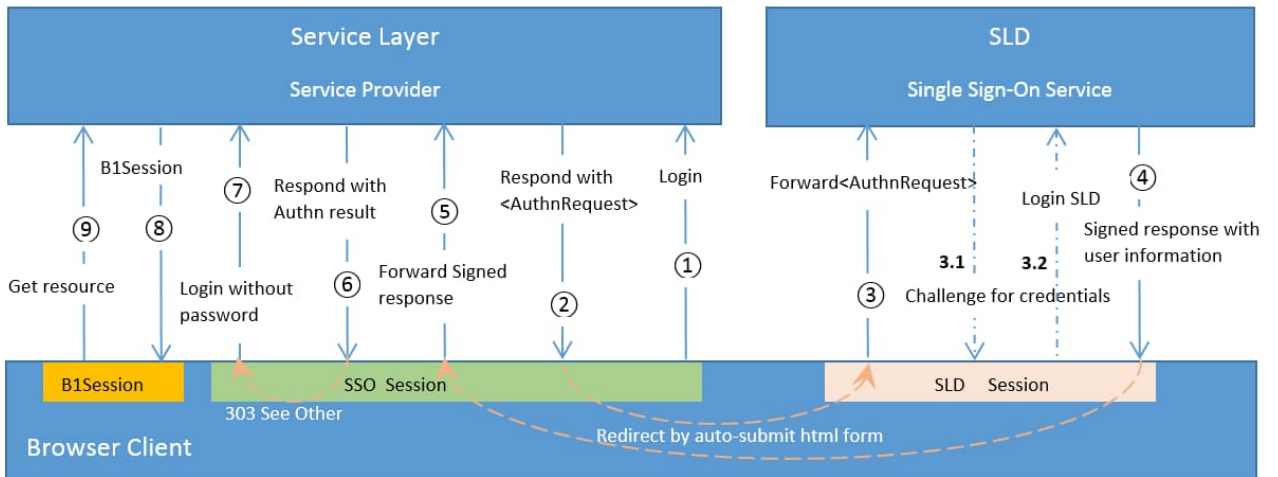 Service Layer
Service Provider
SLD
Single Sign-On Service
B1Session
7
Respond with
Authn result
5
Respond with
<AuthnRequest>
Login
Forward<AuthnRequest>
4
Login SLD
9
8
Signed response with
user information
Get resource
Login without
password
6
Forward Signed
response
2
1
3
3.1
3.2
Challenge for credentials
B1Session
SSO Session
SLD Session
303 See Other
Redirect by auto-submit html form
Browser Client